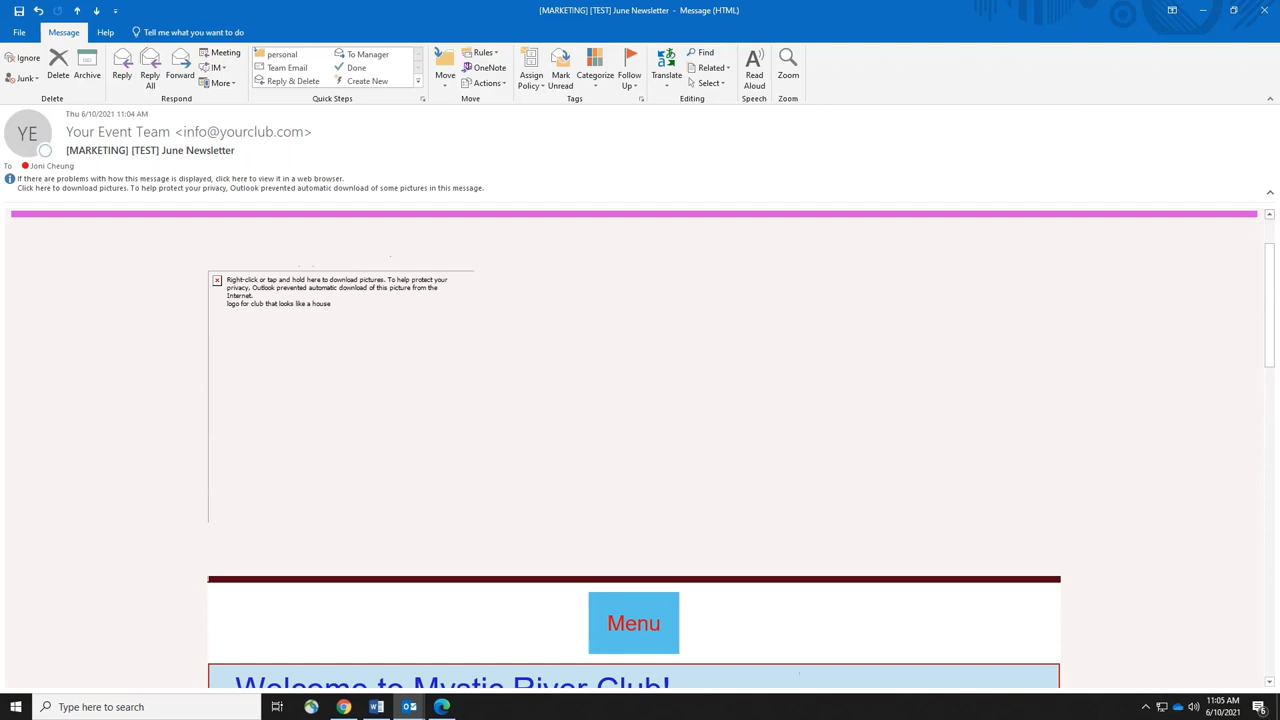 [MARKETING] [TEST] June Newsletter - Message (HTML)
File Message Help Tell me what you want to do
Ignore
Junk
Delete
Archive
Delete
Reply
Reply All
Forward
Meeting
IM
More
Respond
personal
Team Email
Reply & Delete
To Manager
Done
Create New
Quick Steps
Move
Rules
OneNote
Actions
Move
Assign Policy
Mark Unread
Categorize
Follow Up
Tags
Translate
Find
Related
Select
Editing
Read Aloud
Speech
Zoom
Zoom
Thu 6/10/2021 11:04 AM
YE
Your Event Team <info@yourclub.com>
[MARKETING] [TEST] June Newsletter
To Joni Cheung
If there are problems with how this message is displayed, click here to view it in a web browser.
Click here to download pictures. To help protect your privacy, Outlook prevented automatic download of some pictures in this message.
Right-click or tap and hold here to download pictures. To help protect your
privacy, Outlook prevented automatic download of this picture from the
Internet.
logo for club that looks like a house
Menu
Welcome to Mystic River Club!
Type here to search
11:05 AM
6/10/2021
6